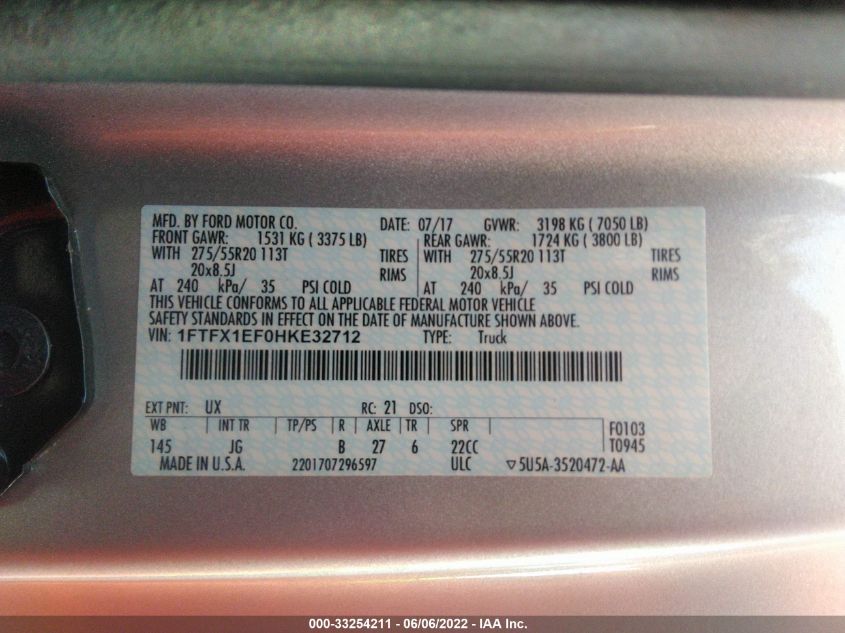 MFD. BY FORD MOTOR CO. DATE: 07/17 GVWR: 3198 KG ( 7050 LB)
FRONT GAWR: 1531 KG ( 3375 LB) REAR GAWR: 1724 KG ( 3800 LB)
WITH 275/55R20 113T TIRES WITH 275/55R20 113T TIRES
20x8.5J RIMS 20x8.5J RIMS
AT 240 kPa/ 35 PSI COLD AT 240 kPa/ 35 PSI COLD
THIS VEHICLE CONFORMS TO ALL APPLICABLE FEDERAL MOTOR VEHICLE
SAFETY STANDARDS IN EFFECT ON THE DATE OF MANUFACTURE SHOWN ABOVE.
VIN: 1FTFX1EF0HKE32712 TYPE: Truck
EXT PNT: UX RC: 21 DSO:
WB INT TR TP/PS R AXLE TR SPR F0103
145 JG B 27 6 22CC T0945
MADE IN U.S.A. 2201707296597 ULC ▽5U5A-3520472-AA
000-33254211 - 06/06/2022 - IAA Inc.